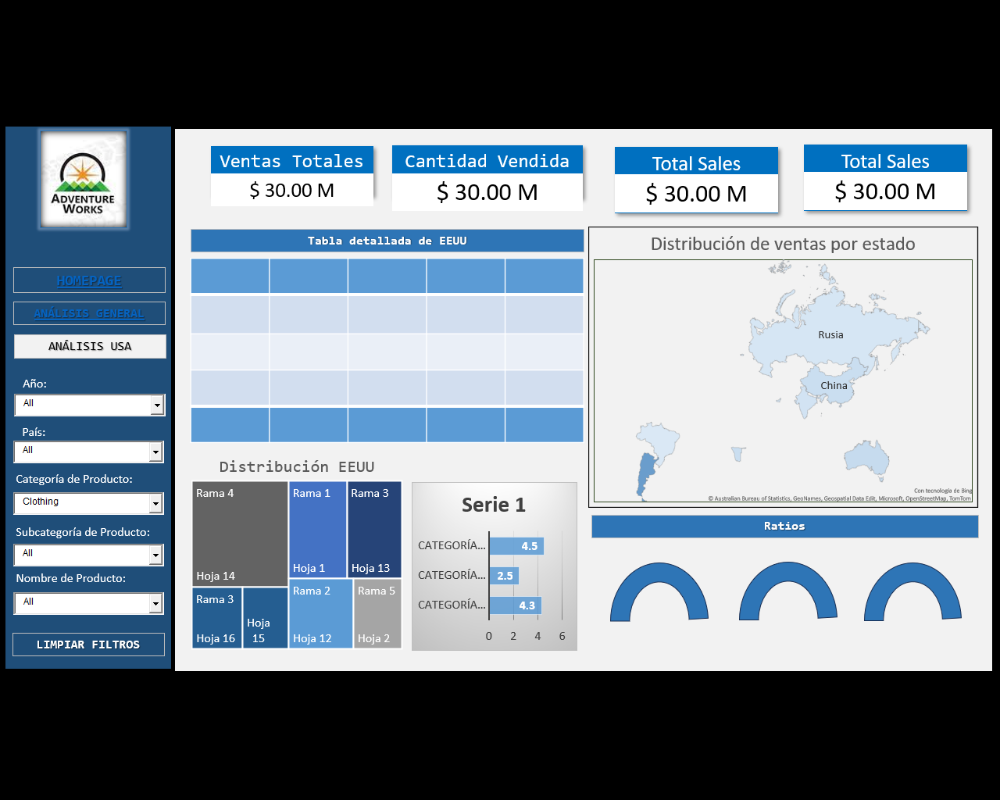 ADVENTURE
WORKS
HOMEPAGE
ANÁLISIS GENERAL
ANÁLISIS USA
Año:
All
País:
All
Categoría de Producto:
Clothing
Subcategoría de Producto:
All
Nombre de Producto:
All
LIMPIAR FILTROS
Ventas Totales
$ 30.00 M
Cantidad Vendida
$ 30.00 M
Total Sales
$ 30.00 M
Total Sales
$ 30.00 M
Tabla detallada de EEUU
Distribución de ventas por estado
Rusia
China
Con tecnología de Bing
© Australian Bureau of Statistics, GeoNames, Geospatial Data Edit, Microsoft, OpenStreetMap, TomTom
Distribución EEUU
Rama 4
Hoja 14
Rama 1
Hoja 1
Rama 3
Hoja 13
Rama 3
Hoja 16
Hoja
15
Rama 2
Hoja 12
Rama 5
Hoja 2
Serie 1
CATEGORÍA... 4.5
CATEGORÍA... 2.5
CATEGORÍA... 4.3
0 2 4 6
Ratios